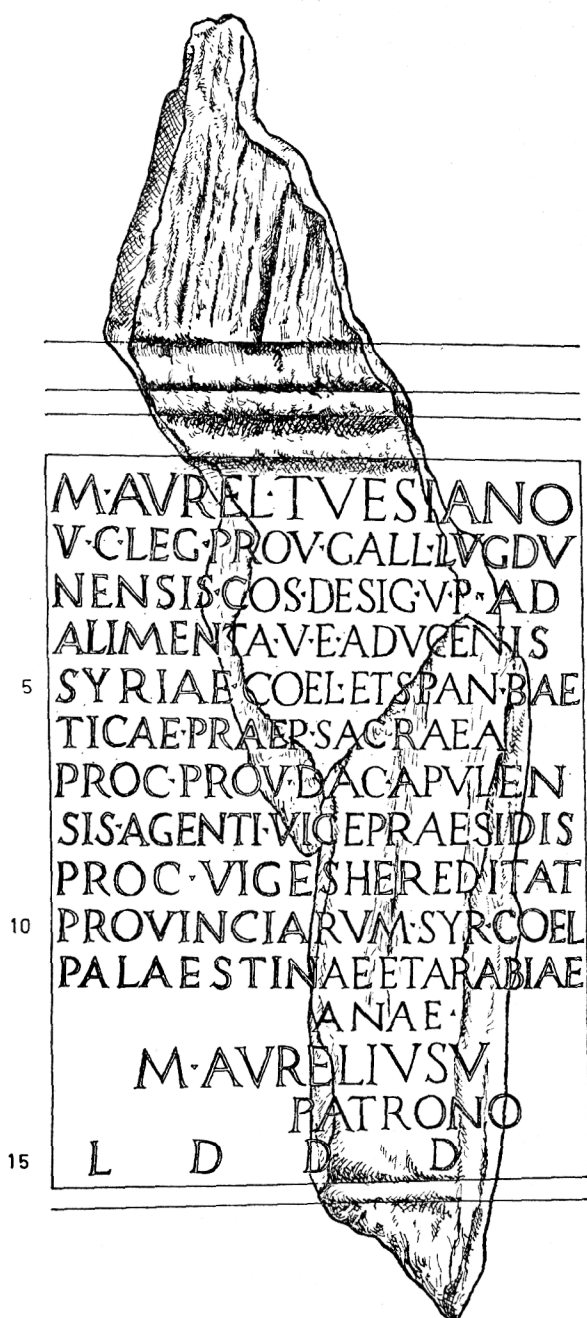 M·AVREL·TVESIANO
V·C·LEG·PROV·GALL·LVGDV
NENSIS·COS·DESIG·V·P·AD
ALIMENTA·V·E·ADVCENIS
5 SYRIAE·COEL·ET SPAN·BAE
TICAE·PRAEP·SACRAE A
PROC·PROV·DAC·APVLEN
SIS·AGENTI·VICE PRAESIDIS
PROC·VIGES HEREDITAT
10 PROVINCIARVM·SYR·COEL
PALAESTINAE ET ARABIAE
ANAE·
M·AVRELIVS V
PATRONO
15 L D D D